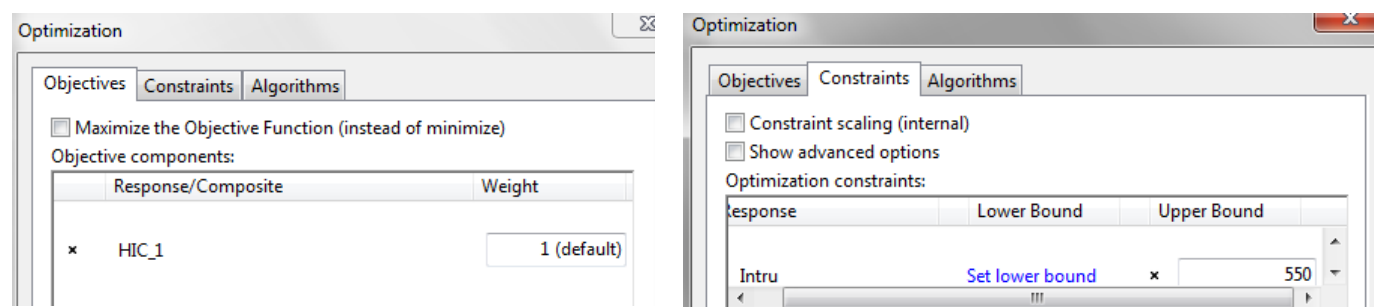 Optimization
Objectives Constraints Algorithms
Maximize the Objective Function (instead of minimize)
Objective components:
Response/Composite Weight
HIC_1 1 (default)
Optimization
Objectives Constraints Algorithms
Constraint scaling (internal)
Show advanced options
Optimization constraints:
Response Lower Bound Upper Bound
Intru Set lower bound 550